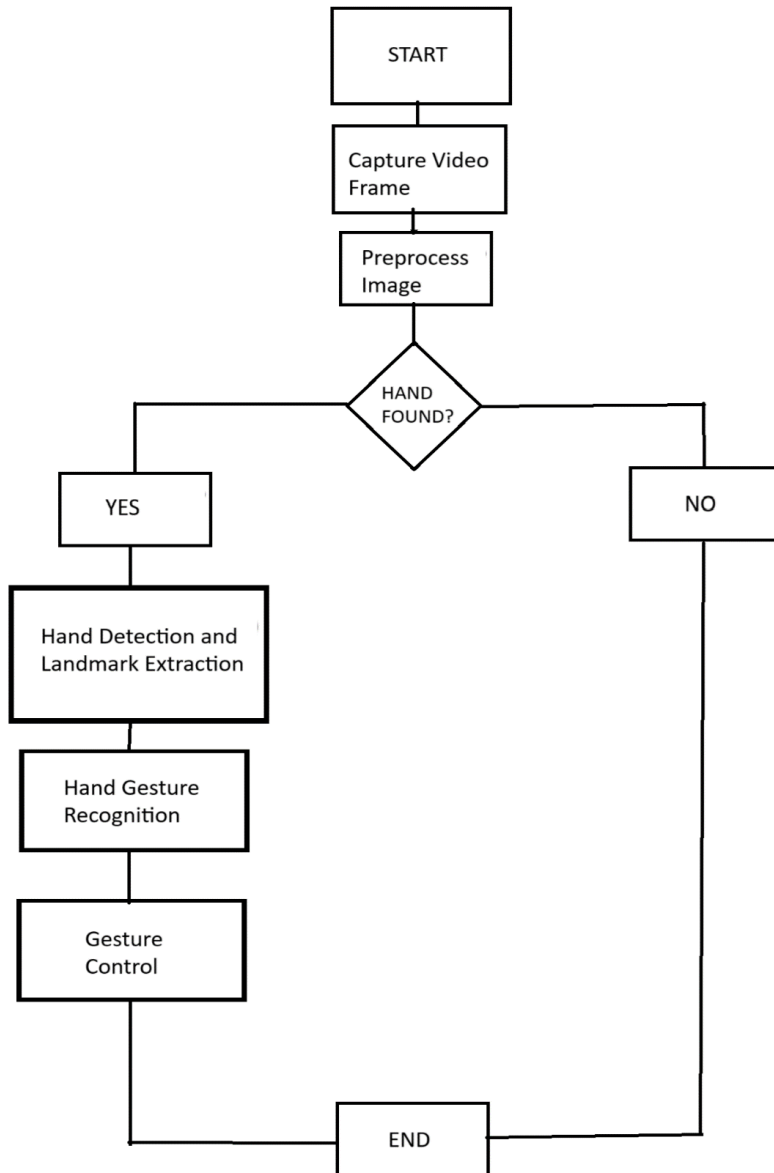 START
Capture Video
Frame
Preprocess
Image
HAND
FOUND?
YES
NO
Hand Detection and
Landmark Extraction
Hand Gesture
Recognition
Gesture
Control
END